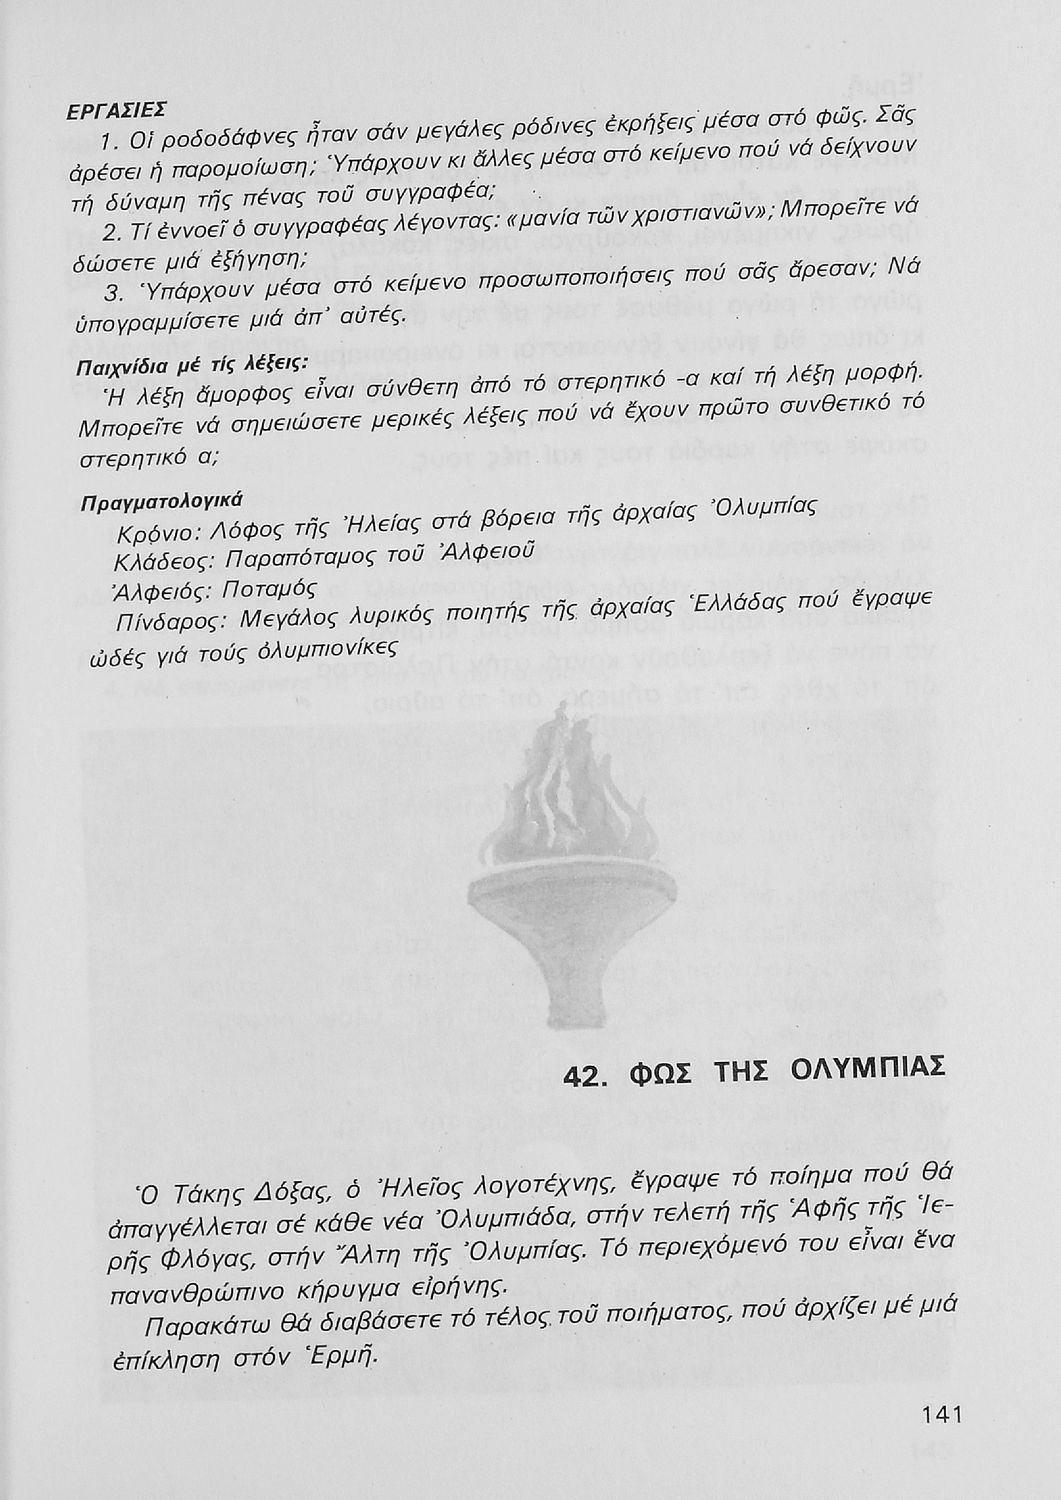 ΕΡΓΑΣΙΕΣ
1. Οἱ ροδοδάφνες ἦταν σάν μεγάλες ρόδινες ἐκρήξεις μέσα στό φῶς. Σᾶς
ἀρέσει ἡ παρομοίωση; Ὑπάρχουν κι ἄλλες μέσα στό κείμενο πού νά δείχνουν
τή δύναμη τῆς πένας τοῦ συγγραφέα;
2. Τί ἐννοεῖ ὁ συγγραφέας λέγοντας: «μανία τῶν χριστιανῶν»; Μπορεῖτε νά
δώσετε μιά ἐξήγηση;
3. Ὑπάρχουν μέσα στό κείμενο προσωποποιήσεις πού σᾶς ἄρεσαν; Νά
ὑπογραμμίσετε μιά ἀπ' αὐτές.
Παιχνίδια μέ τίς λέξεις:
Ἡ λέξη ἄμορφος εἶναι σύνθετη ἀπό τό στερητικό -α καί τή λέξη μορφή.
Μπορεῖτε νά σημειώσετε μερικές λέξεις πού νά ἔχουν πρῶτο συνθετικό τό
στερητικό α;
Πραγματολογικά
Κρόνιο: Λόφος τῆς Ἠλείας στά βόρεια τῆς ἀρχαίας Ὀλυμπίας
Κλάδεος: Παραπόταμος τοῦ Ἀλφειοῦ
Ἀλφειός: Ποταμός
Πίνδαρος: Μεγάλος λυρικός ποιητής τῆς ἀρχαίας Ἑλλάδας πού ἔγραψε
ὠδές γιά τούς ὀλυμπιονίκες
42. ΦΩΣ ΤΗΣ ΟΛΥΜΠΙΑΣ
Ὁ Τάκης Δόξας, ὁ Ἠλεῖος λογοτέχνης, ἔγραψε τό ποίημα πού θά
ἀπαγγέλλεται σέ κάθε νέα Ὀλυμπιάδα, στήν τελετή τῆς Ἁφῆς τῆς Ἱε-
ρῆς Φλόγας, στήν Ἄλτη τῆς Ὀλυμπίας. Τό περιεχόμενό του εἶναι ἕνα
πανανθρώπινο κήρυγμα εἰρήνης.
Παρακάτω θά διαβάσετε τό τέλος τοῦ ποιήματος, πού ἀρχίζει μέ μιά
ἐπίκληση στόν Ἑρμῆ.
141